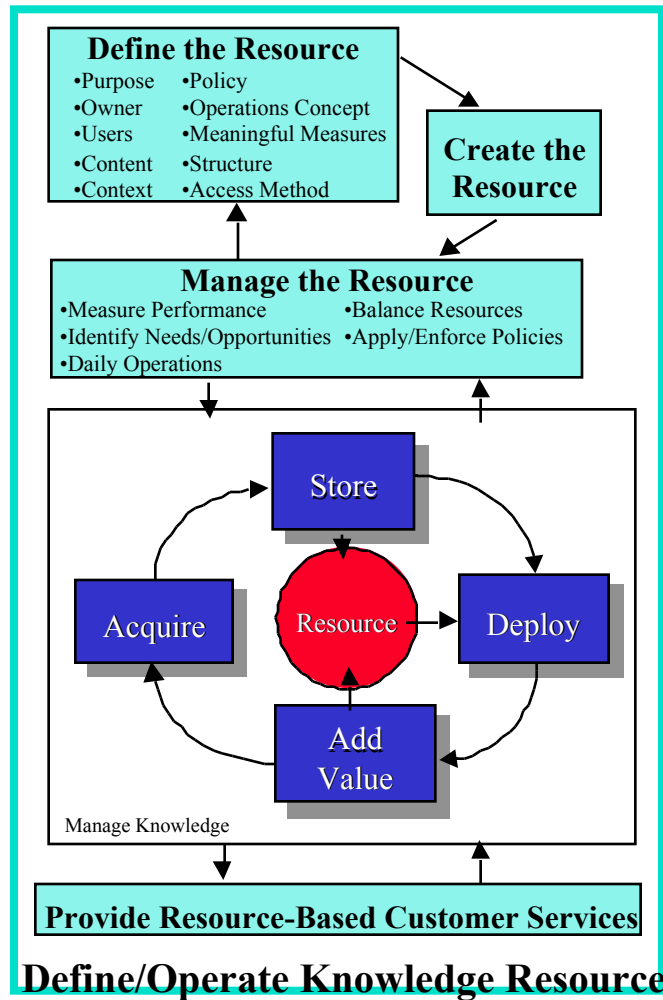 Define the Resource
•Purpose •Policy
•Owner •Operations Concept
•Users •Meaningful Measures
•Content •Structure
•Context •Access Method
Create the
Resource
Manage the Resource
•Measure Performance •Balance Resources
•Identify Needs/Opportunities •Apply/Enforce Policies
•Daily Operations
Store
Acquire
Resource
Deploy
Add
Value
Manage Knowledge
Provide Resource-Based Customer Services
Define/Operate Knowledge Resource